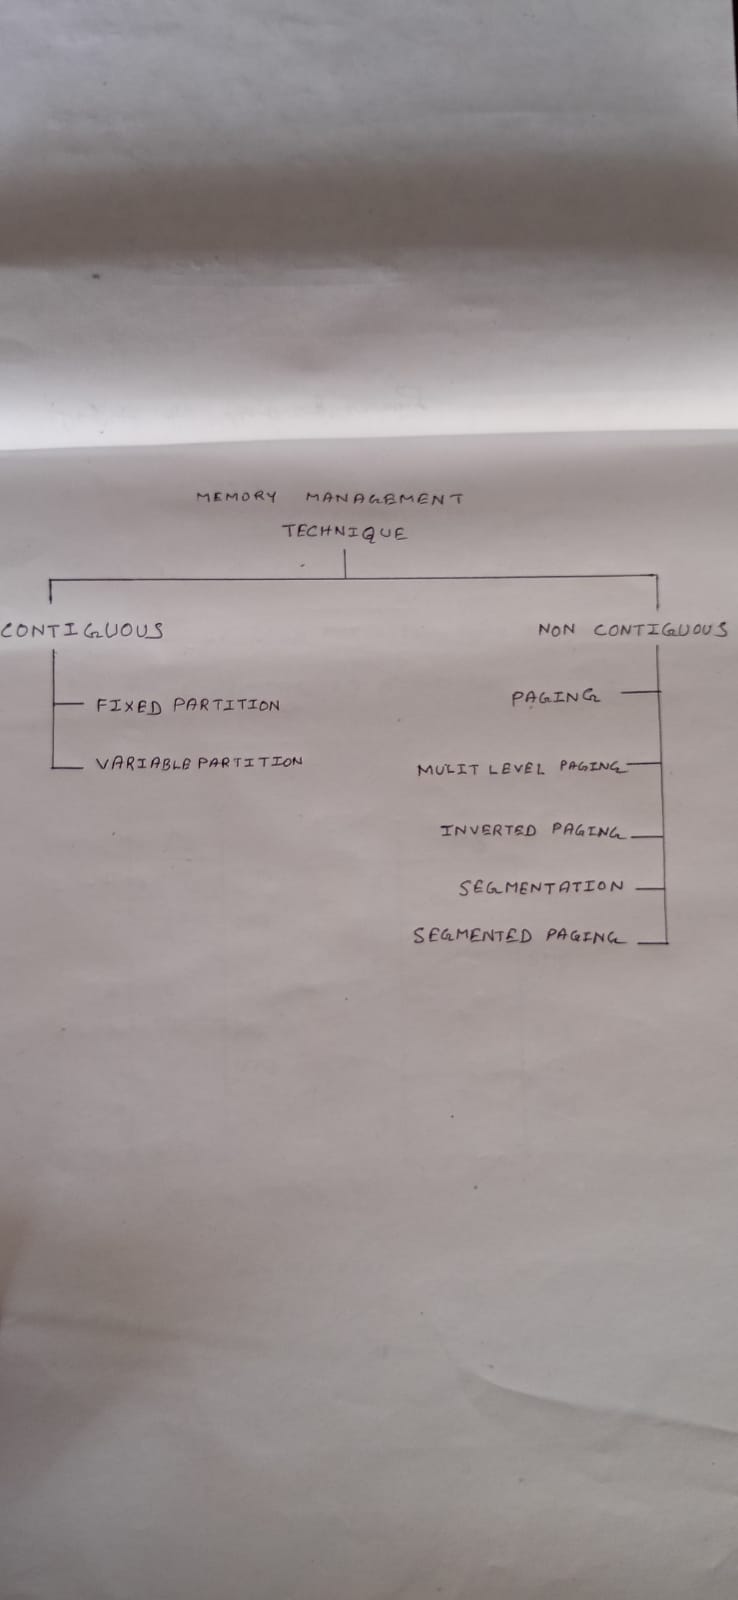 MEMORY MANAGEMENT
TECHNIQUE
CONTIGUOUS
FIXED PARTITION
VARIABLE PARTITION
NON CONTIGUOUS
PAGING
MULIT LEVEL PAGING
INVERTED PAGING
SEGMENTATION
SEGMENTED PAGING